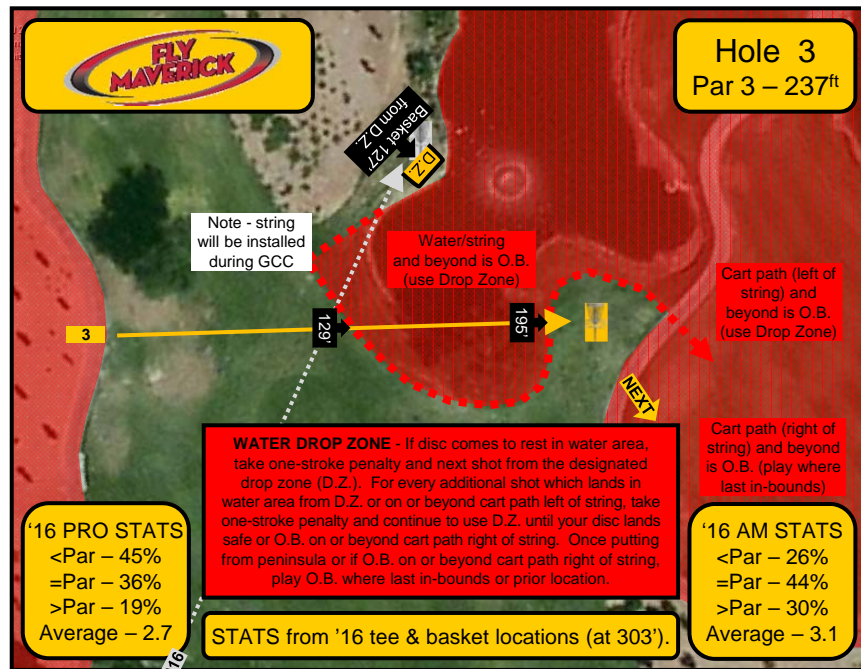 FLY
MAVERICK
Hole 3
Par 3 – 237ft
Basket 127'
from D.Z.
D.Z.
Note - string
will be installed
during GCC
Water/string
and beyond is O.B.
(use Drop Zone)
Cart path (left of
string) and
beyond is O.B.
(use Drop Zone)
3
129'
195'
NEXT
Cart path (right of
string) and beyond
is O.B. (play where
last in-bounds)
WATER DROP ZONE - If disc comes to rest in water area,
take one-stroke penalty and next shot from the designated
drop zone (D.Z.). For every additional shot which lands in
water area from D.Z. or on or beyond cart path left of string, take
one-stroke penalty and continue to use D.Z. until your disc lands
safe or O.B. on or beyond cart path right of string. Once putting
from peninsula or if O.B. on or beyond cart path right of string,
play O.B. where last in-bounds or prior location.
'16 PRO STATS
<Par – 45%
=Par – 36%
>Par – 19%
Average – 2.7
'16 AM STATS
<Par – 26%
=Par – 44%
>Par – 30%
Average – 3.1
STATS from '16 tee & basket locations (at 303').
16